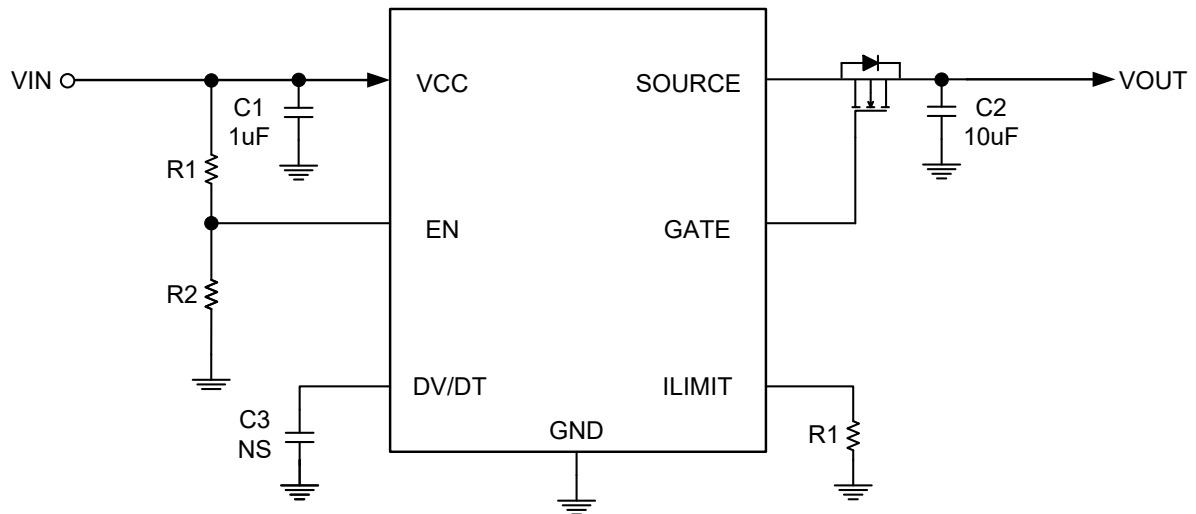 VIN
VCC
SOURCE
VOUT
C1
1uF
C2
10uF
R1
EN
GATE
R2
DV/DT
ILIMIT
C3
NS
GND
R1